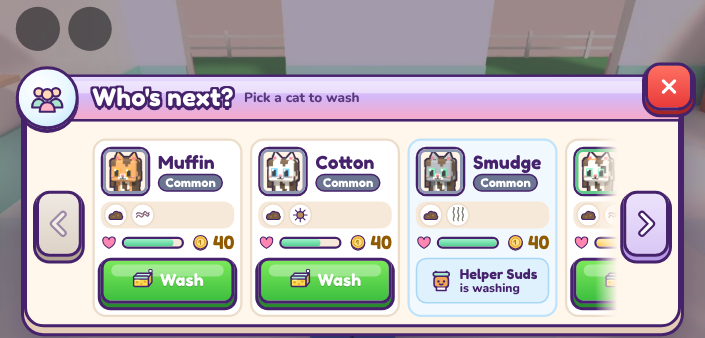 Who's next? Pick a cat to wash
Muffin
Common
40
Wash
Cotton
Common
40
Wash
Smudge
Common
40
Helper Suds
is washing